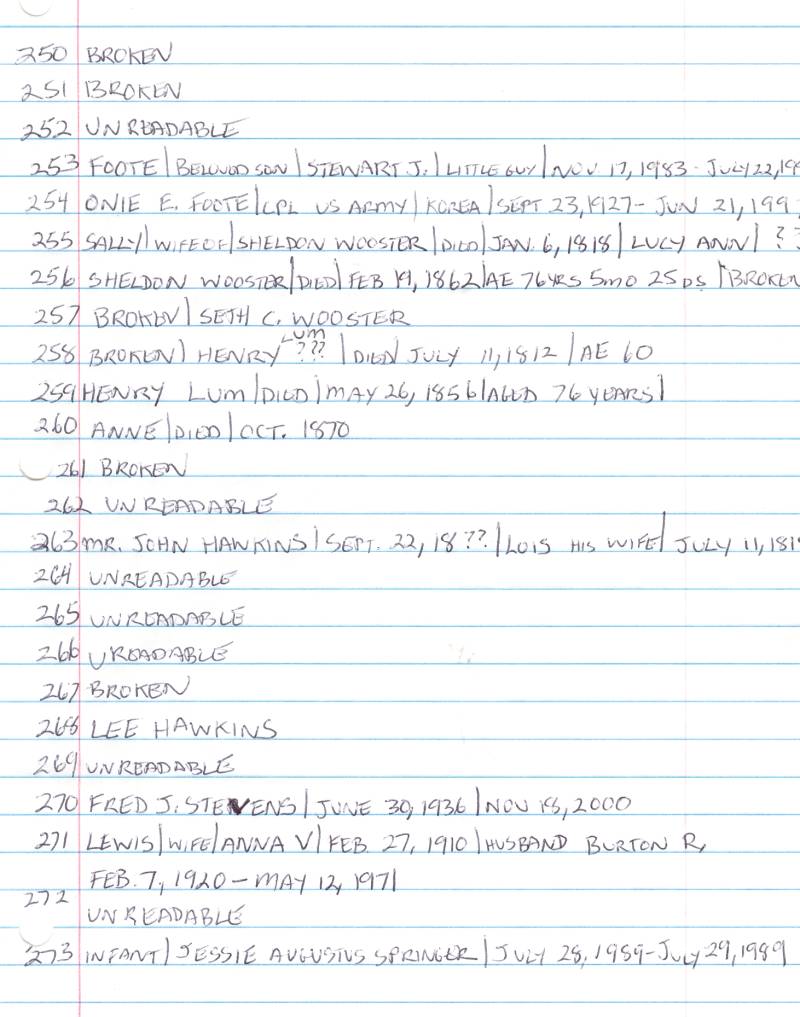 250 BROKEN
251 BROKEN
252 UNREADABLE
253 FOOTE | BELOVOD SON | STEWART J. | LITTLE GUY | NOV 17, 1983 - JULY 22, 19
254 ONIE E. FOOTE | CPL US ARMY | KOREA | SEPT 23, 1927 - JUN 21, 199
255 SALLY | WIFE OF | SHELDON WOOSTER | DIED | JAN. 6, 1818 | LUCY ANN | ??
256 SHELDON WOOSTER | DIED | FEB 19, 1862 | AE 76 YRS 5 MO 25 DS | BROKEN
257 BROKEN | SETH C. WOOSTER
LUM
258 BROKEN | HENRY ??? | DIED JULY 11, 1812 | AE 60
259 HENRY LUM | DIED | MAY 26, 1856 | AGED 76 YEARS |
260 ANNE | DIED | OCT. 1870
261 BROKEN
262 UNREADABLE
263 MR. JOHN HAWKINS | SEPT. 22, 18 ?? | LOIS HIS WIFE | JULY 11, 181
264 UNREADABLE
265 UNREADABLE
266 UREADABLE
267 BROKEN
268 LEE HAWKINS
269 UNREADABLE
270 FRED J. STEVENS | JUNE 30, 1936 | NOV 18, 2000
271 LEWIS | WIFE | ANNA V | FEB. 27, 1910 | HUSBAND BURTON R,
FEB. 7, 1920 - MAY 12, 1971
272
UNREADABLE
273 INFANT | JESSIE AUGUSTUS SPRINGER | JULY 28, 1989 - JULY 29, 1989